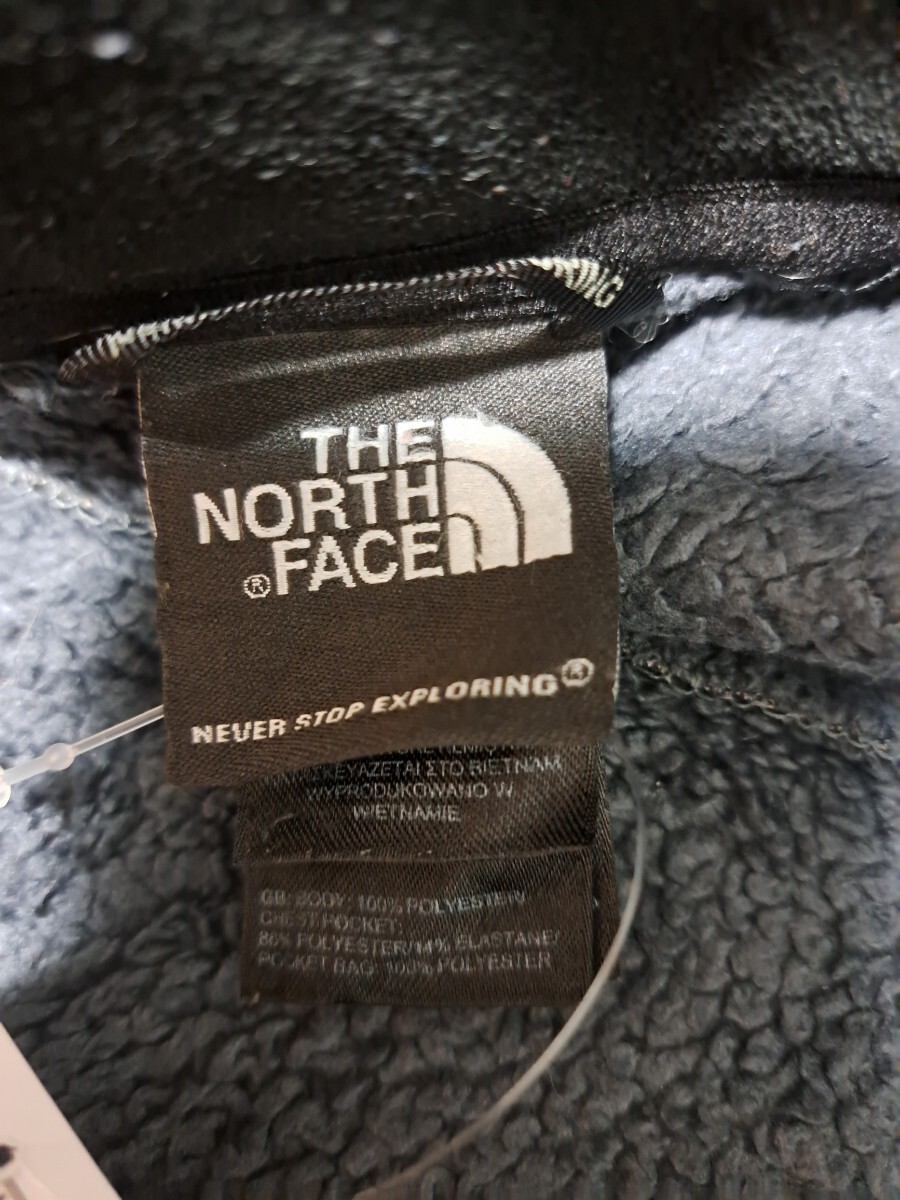 THE
NORTH
® FACE
NEVER STOP EXPLORING®
ΣΚΕΥΑΖΕΤΑΙ ΣΤΟ ΒΙΕΤΝΑΜ
WYPRODUKOWANO W
WIETNAMIE
GB: BODY: 100% POLYESTER/
CHEST POCKET:
86% POLYESTER/14% ELASTANE/
POCKET BAG: 100% POLYESTER